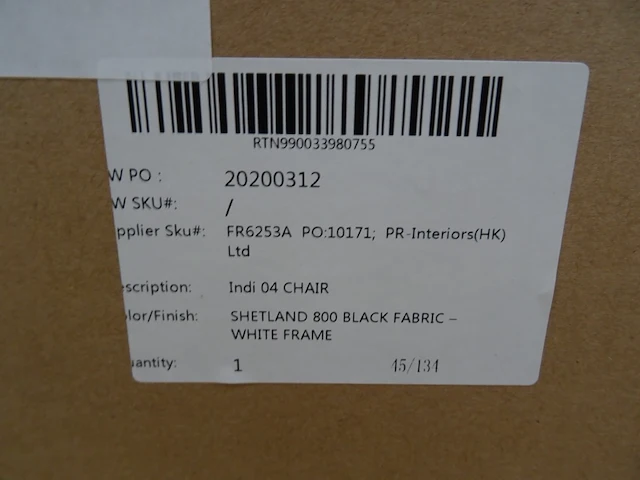 RTN990033980755
W PO : 20200312
W SKU#: /
pplier Sku#: FR6253A PO:10171; PR-Interiors(HK)
Ltd
scription: Indi 04 CHAIR
lor/Finish: SHETLAND 800 BLACK FABRIC –
WHITE FRAME
uantity: 1 45/134